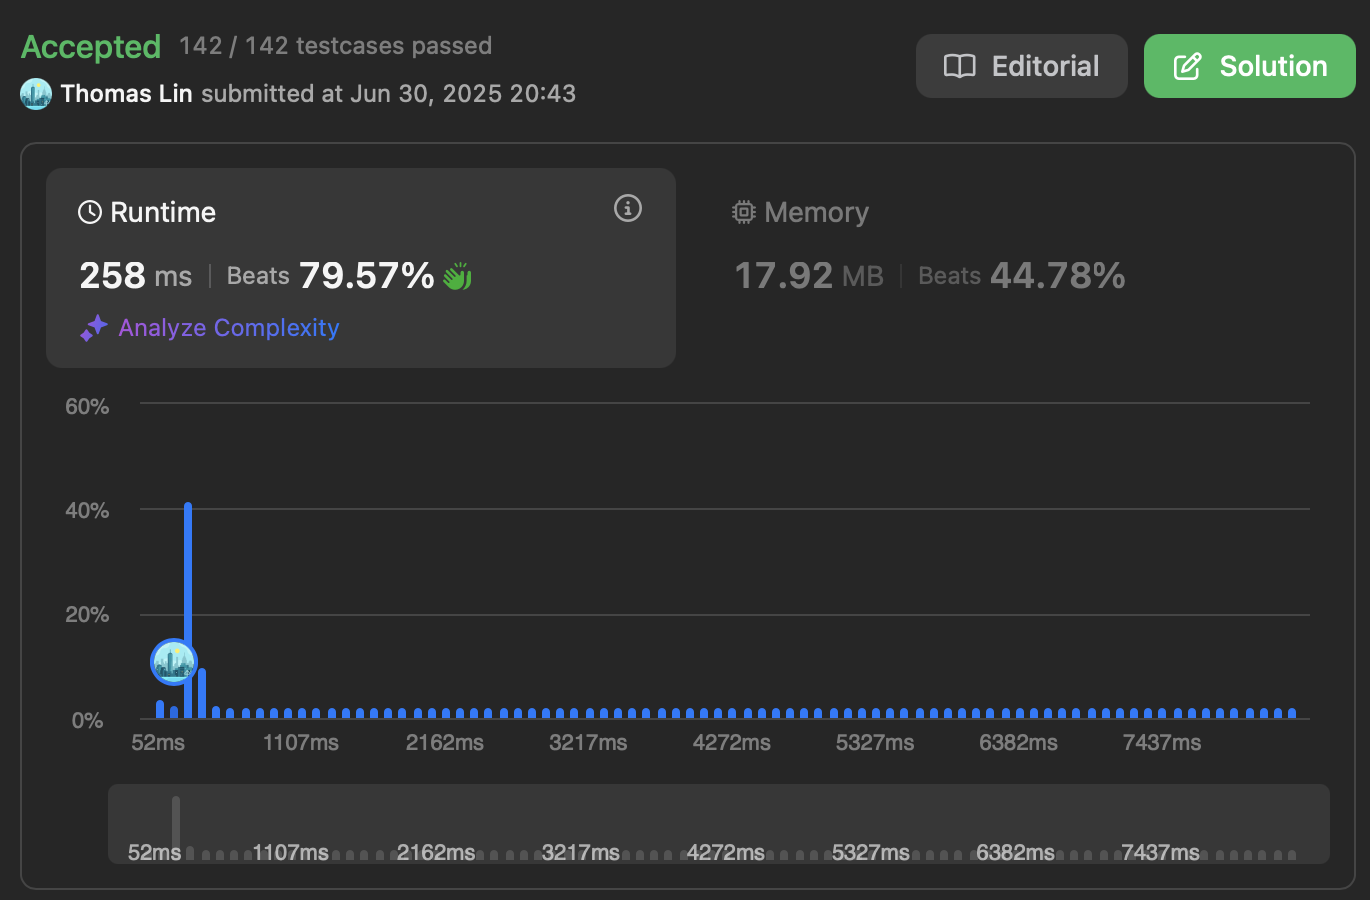 Accepted 142 / 142 testcases passed
Thomas Lin submitted at Jun 30, 2025 20:43
Editorial
Solution
Runtime
258 ms | Beats 79.57%
Analyze Complexity
Memory
17.92 MB | Beats 44.78%
60%
40%
20%
0%
52ms 1107ms 2162ms 3217ms 4272ms 5327ms 6382ms 7437ms
52ms 1107ms 2162ms 3217ms 4272ms 5327ms 6382ms 7437ms